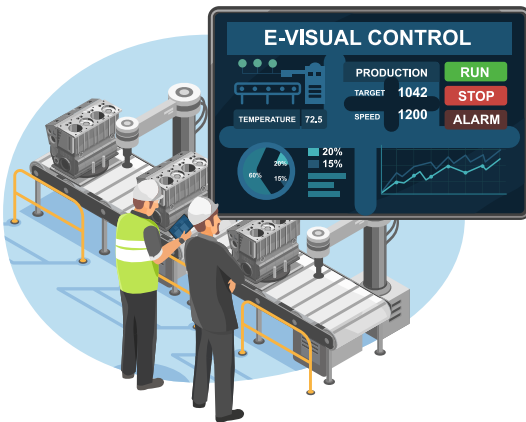 E-VISUAL CONTROL
PRODUCTION
TARGET 1042
SPEED 1200
RUN
STOP
ALARM
TEMPERATURE 72.5
60%
20%
15%
20%
15%